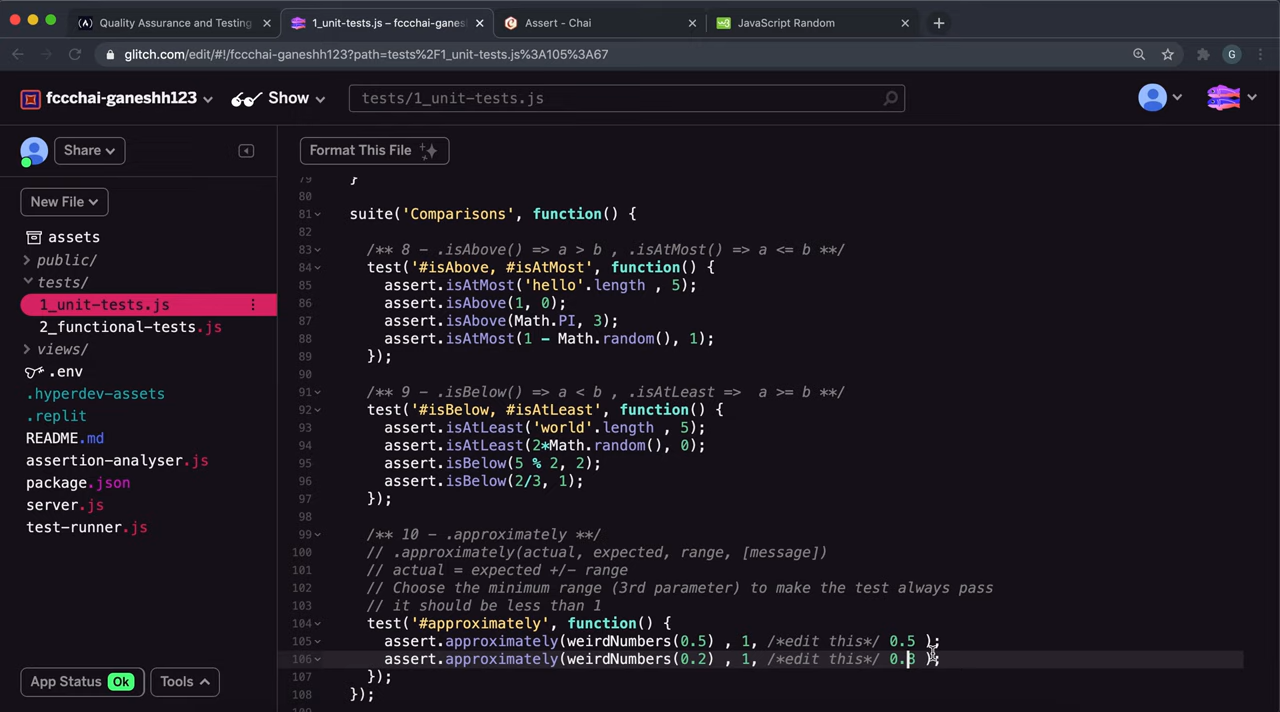 Quality Assurance and Testing
1_unit-tests.js – fccchai-ganesh
Assert - Chai
JavaScript Random
glitch.com/edit/#!/fccchai-ganeshh123?path=tests%2F1_unit-tests.js%3A105%3A67
G
fccchai-ganeshh123
Show
tests/1_unit-tests.js
Share
Format This File
New File
assets
public/
tests/
1_unit-tests.js
2_functional-tests.js
views/
.env
.hyperdev-assets
.replit
README.md
assertion-analyser.js
package.json
server.js
test-runner.js
App Status Ok
Tools
79 }
80
81 suite('Comparisons', function() {
82
83 /** 8 - .isAbove() => a > b , .isAtMost() => a <= b **/
84 test('#isAbove, #isAtMost', function() {
85 assert.isAtMost('hello'.length , 5);
86 assert.isAbove(1, 0);
87 assert.isAbove(Math.PI, 3);
88 assert.isAtMost(1 - Math.random(), 1);
89 });
90
91 /** 9 - .isBelow() => a < b , .isAtLeast =>  a >= b **/
92 test('#isBelow, #isAtLeast', function() {
93 assert.isAtLeast('world'.length , 5);
94 assert.isAtLeast(2*Math.random(), 0);
95 assert.isBelow(5 % 2, 2);
96 assert.isBelow(2/3, 1);
97 });
98
99 /** 10 - .approximately **/
100 // .approximately(actual, expected, range, [message])
101 // actual = expected +/- range
102 // Choose the minimum range (3rd parameter) to make the test always pass
103 // it should be less than 1
104 test('#approximately', function() {
105 assert.approximately(weirdNumbers(0.5) , 1, /*edit this*/ 0.5 );
106 assert.approximately(weirdNumbers(0.2) , 1, /*edit this*/ 0.8 );
107 });
108 });